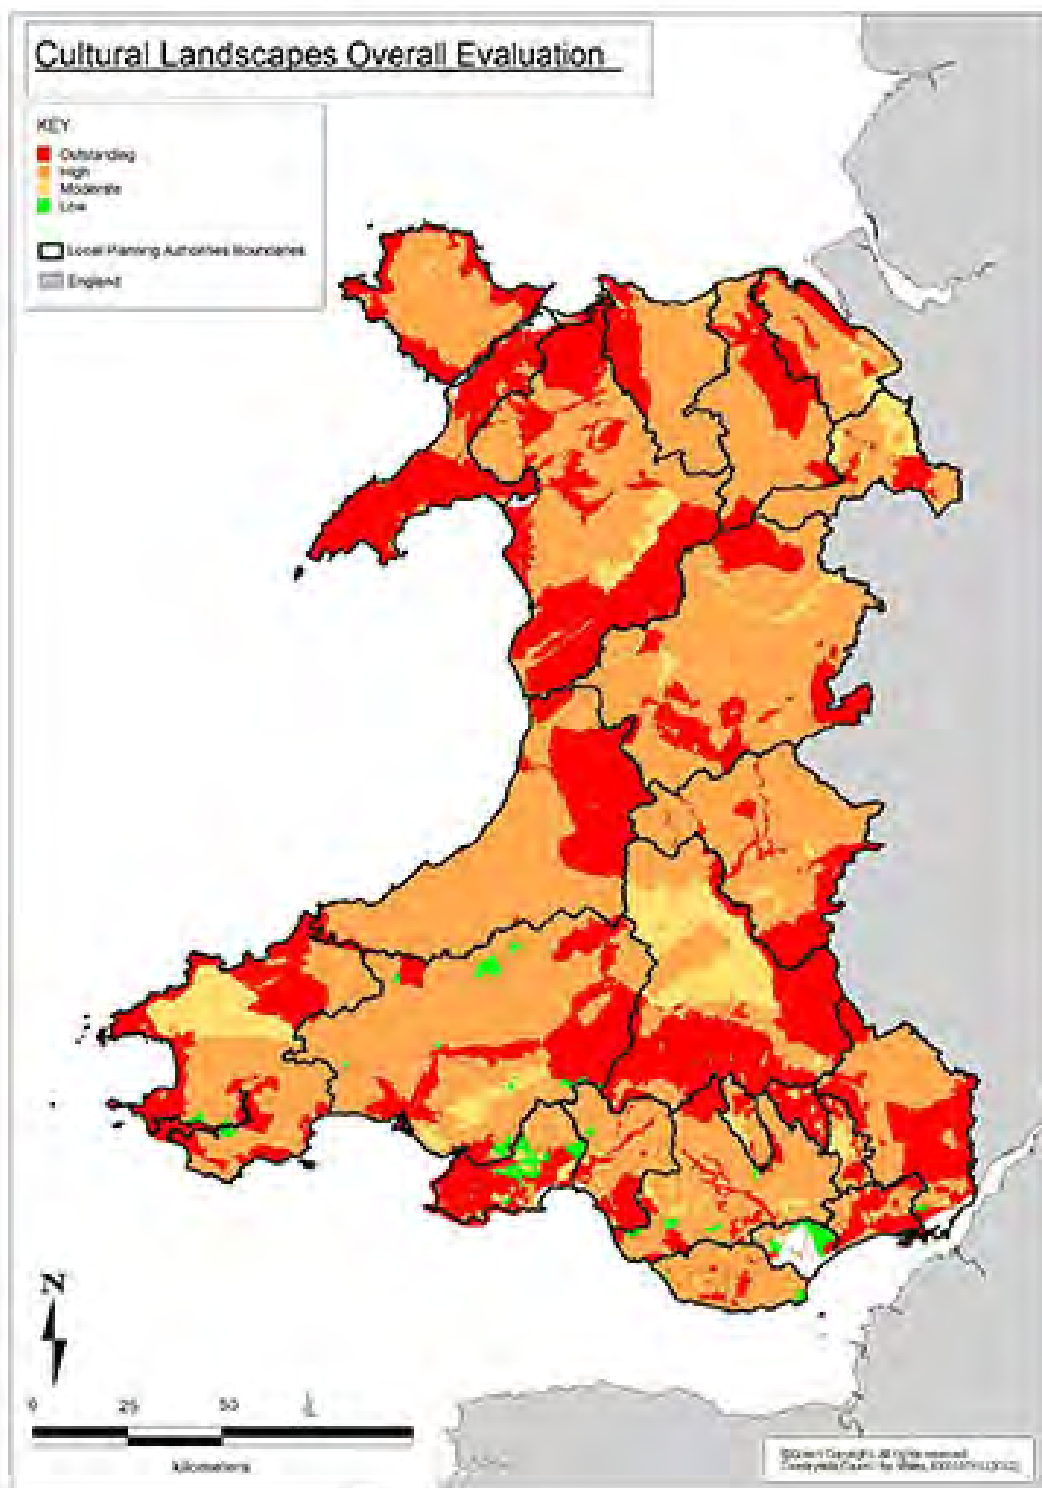 Cultural Landscapes Overall Evaluation
KEY
Outstanding
High
Moderate
Low
Local Planning Authorities Boundaries
England
N
0 25 50
kilometers